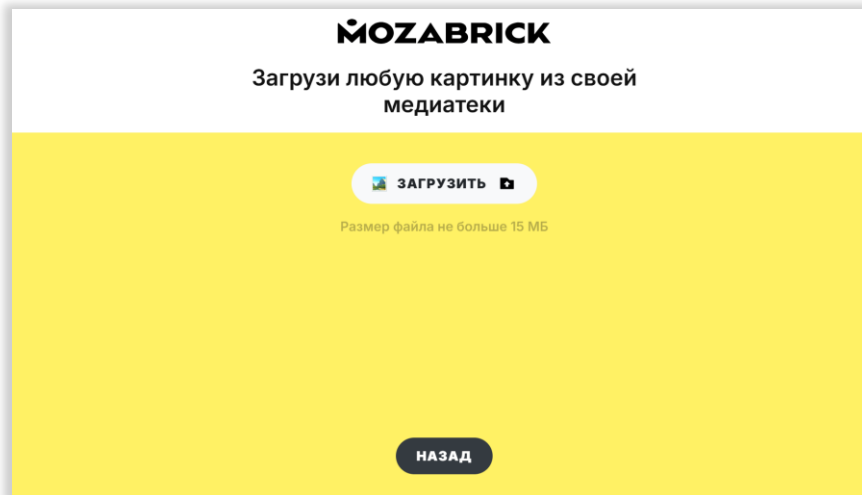 MOZABRICK
Загрузи любую картинку из своей
медиатеки
ЗАГРУЗИТЬ
Размер файла не больше 15 МБ
НАЗАД